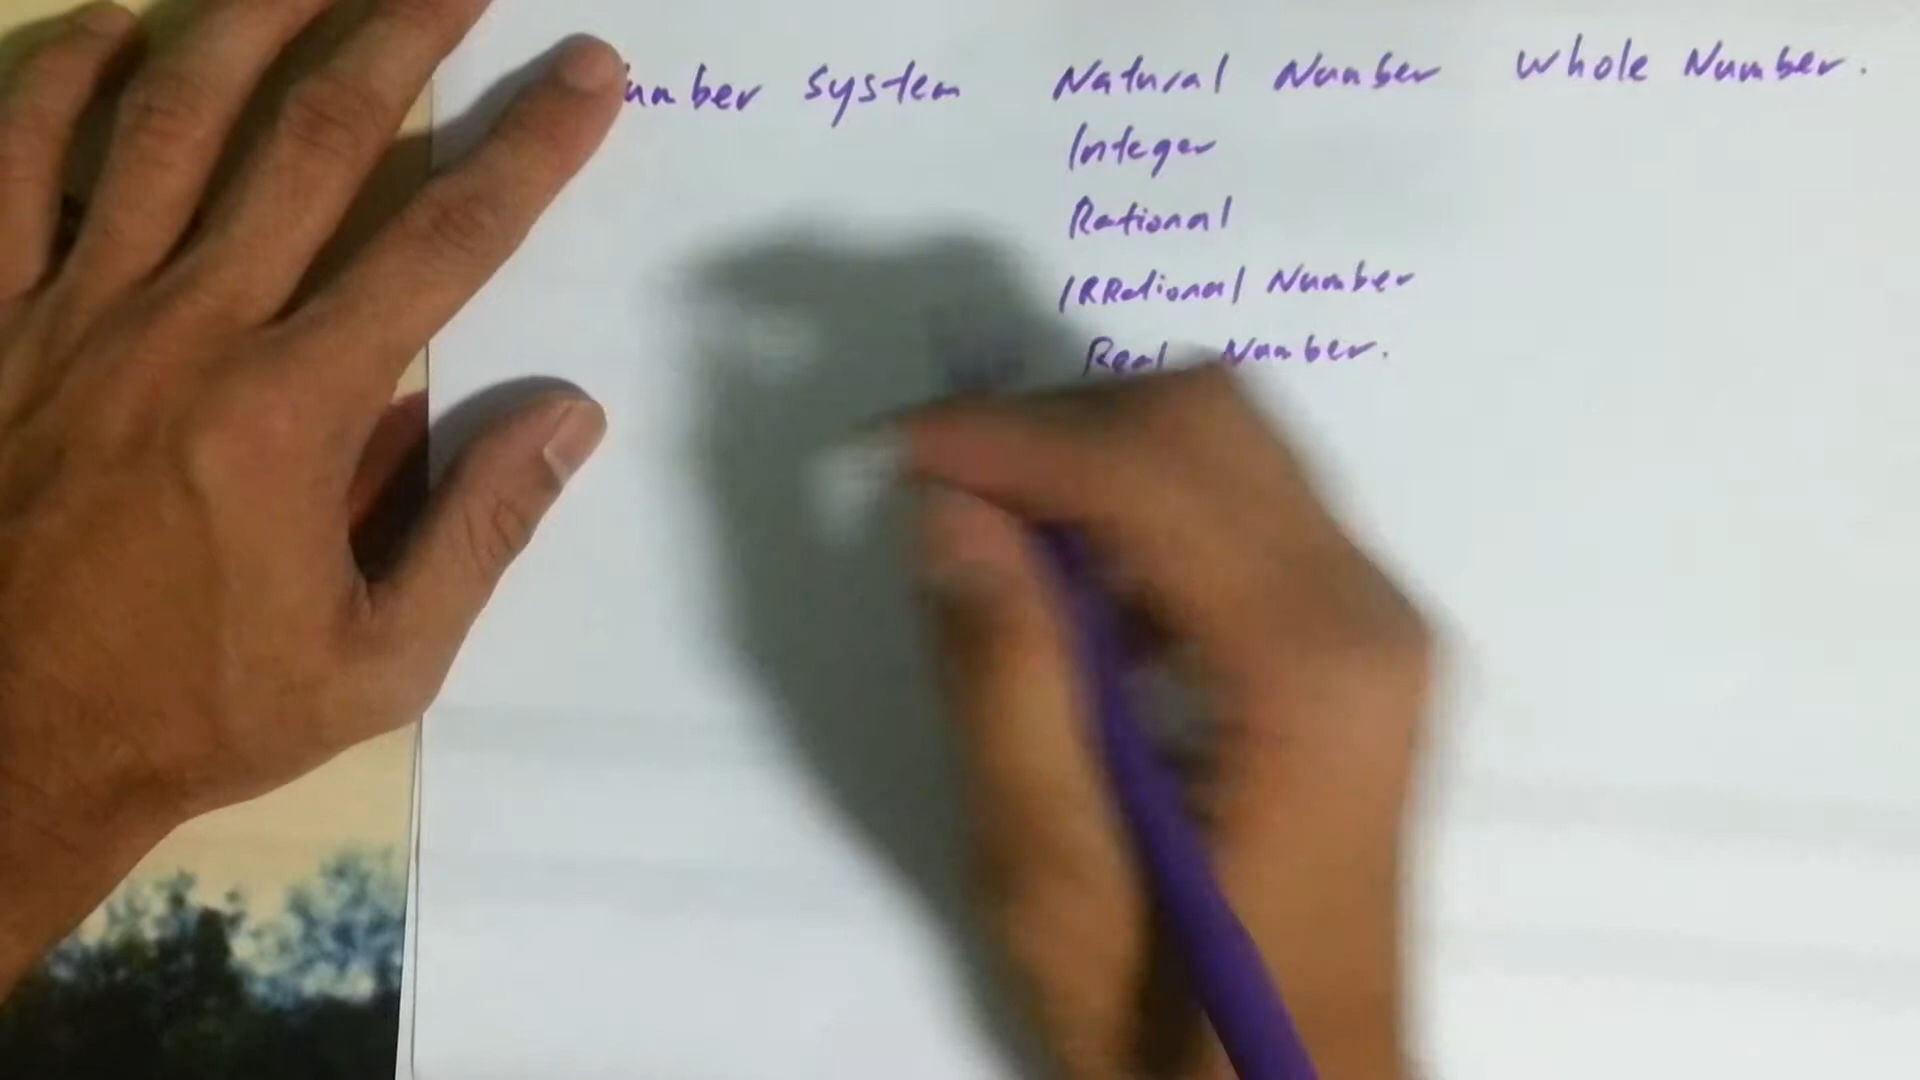 umber system Natural Number whole Number.
Integer
Rational
IRRational Number
Real Number.